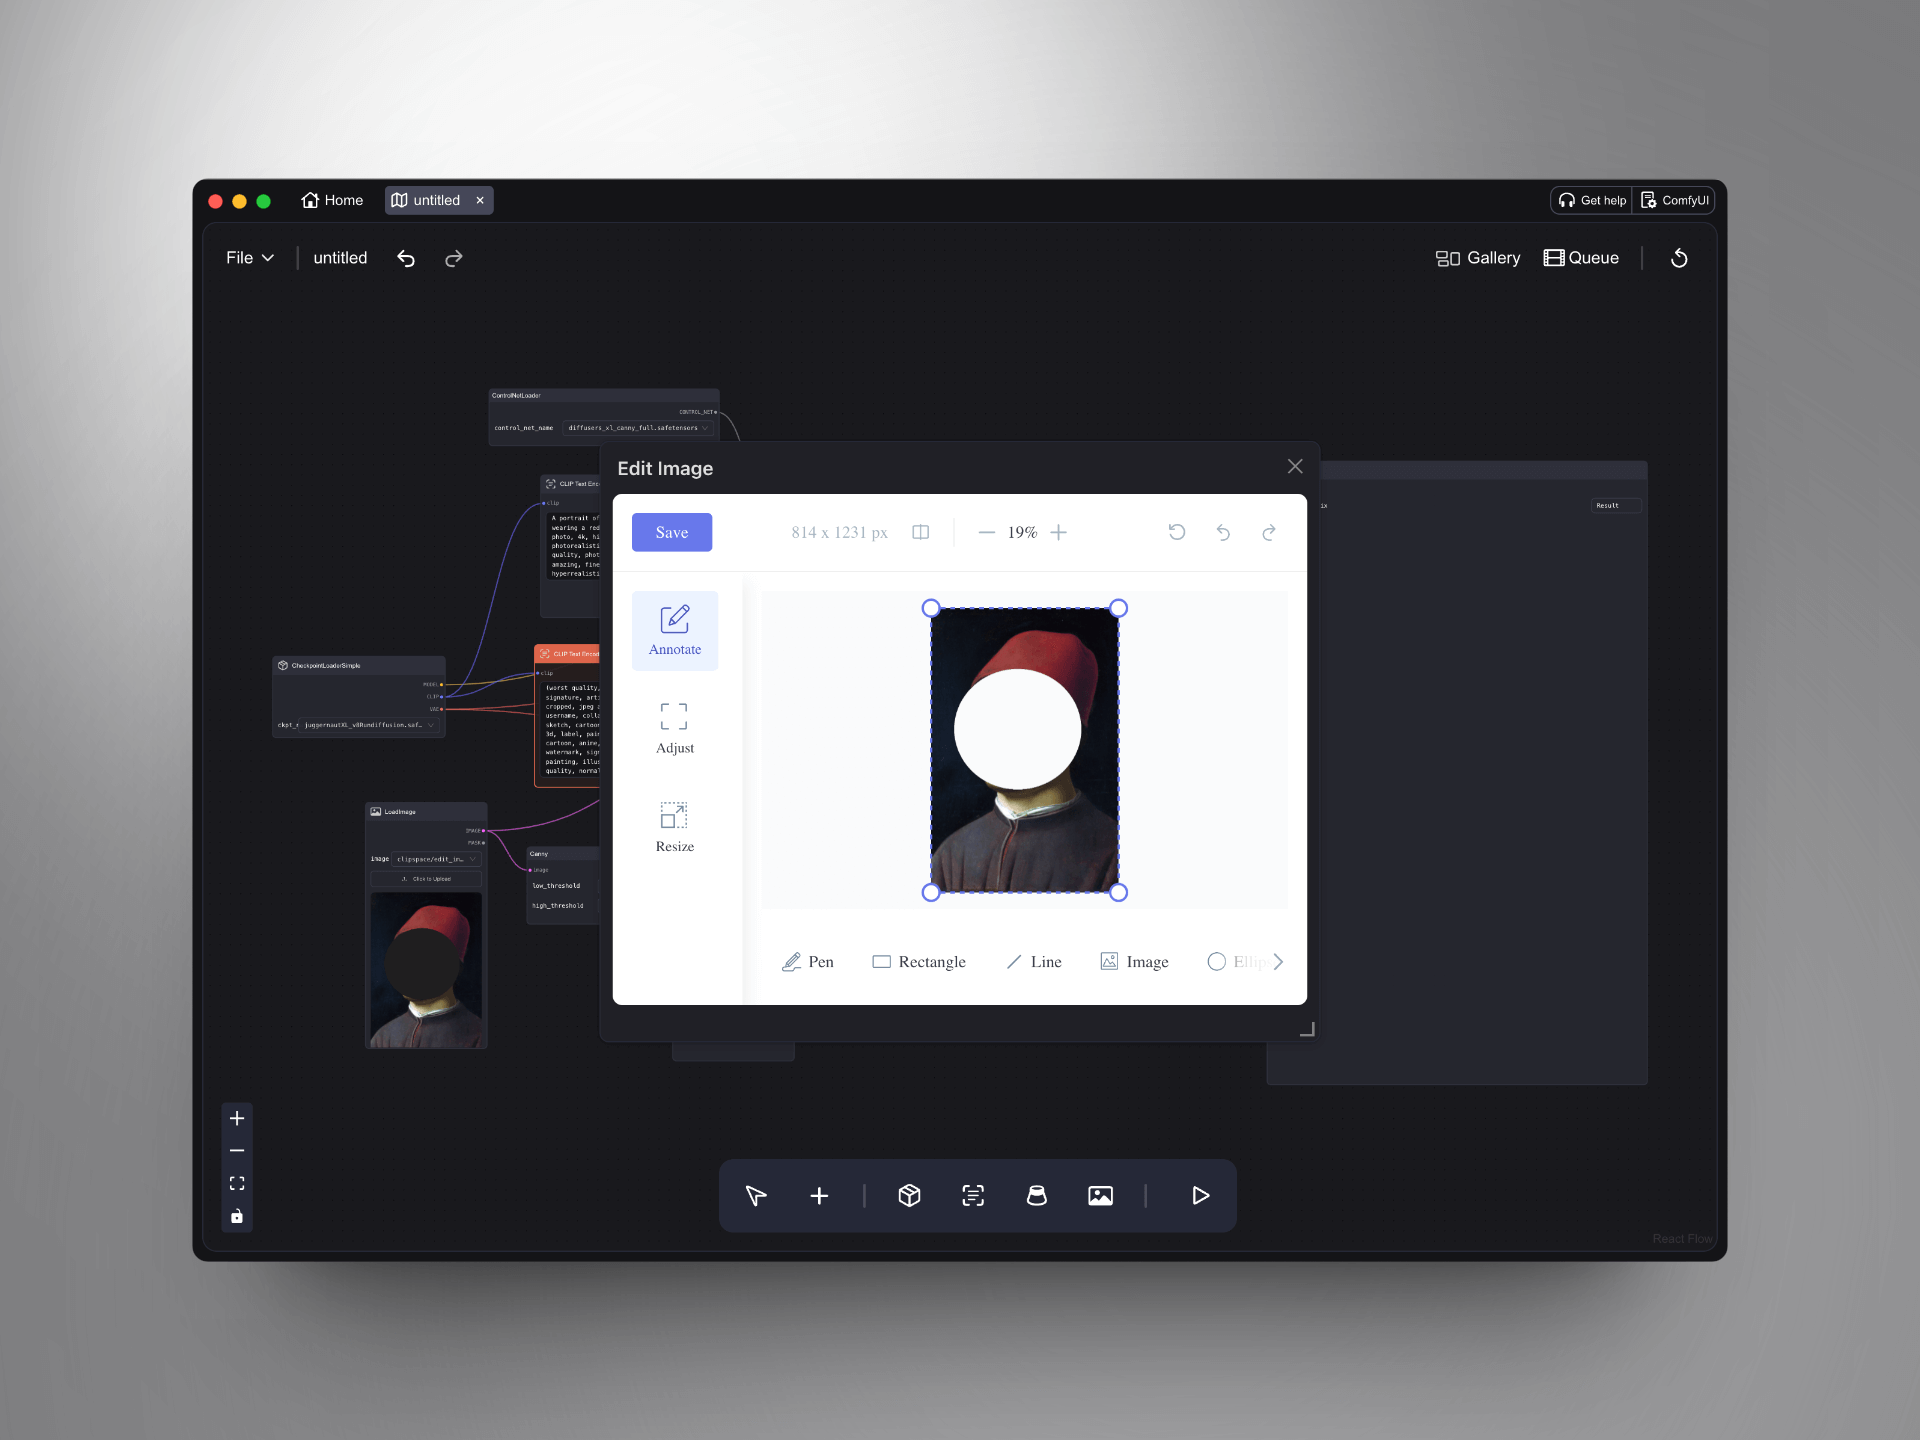 Home
untitled
Get help
ComfyUI
File
untitled
Gallery
Queue
ControlNetLoader
CONTROL_NET
control_net_name
diffusers_xl_canny_full.safetensors
Edit Image
CLIP Text Enc
clip
A portrait of
wearing a red
photo, 4k, hi
photorealisti
quality, phot
amazing, fine
hyperrealisti
Save
814 x 1231 px
19%
Result
Annotate
Adjust
Resize
CLIP Text Encod
clip
(worst quality,
signature, art
cropped, jpeg a
username, colla
sketch, cartoon
3d, label, pain
cartoon, anime,
watermark, sign
painting, illus
quality, normal
CheckpointLoaderSimple
MODEL
CLIP
VAE
ckpt_
juggernautXL_v8Rundiffusion.saf…
LoadImage
IMAGE
MASK
image
clipspace/edit_in…
Click to Upload
Canny
image
low_threshold
high_threshold
Pen
Rectangle
Line
Image
Ellips
React Flow